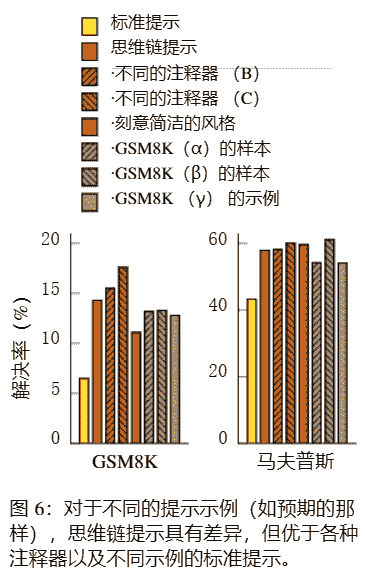 标准提示
思维链提示
·不同的注释器 （B）
·不同的注释器 （C）
·刻意简洁的风格
·GSM8K（α）的样本
·GSM8K（β）的样本
·GSM8K （γ） 的示例
20
15
10
5
0
解决率（%）
GSM8K
60
40
20
0
马夫普斯
图 6：对于不同的提示示例（如预期的那
样），思维链提示具有差异，但优于各种
注释器以及不同示例的标准提示。